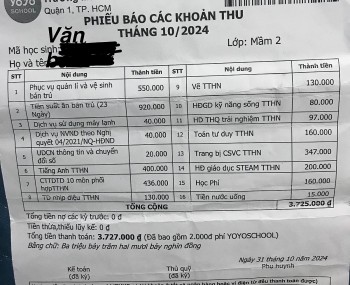 YOYO
SCHOOL
Quận 1, TP. HCM
PHIẾU BÁO CÁC KHOẢN THU
THÁNG 10/2024
Văn
Mã học sinh
Họ và tên
Lớp: Mầm 2
STT Nội dung Thành tiền STT Nội dung Thành tiền
1 Phục vụ quản lí và vệ sinh bán trú 550.000 9 Vẽ TTHN 130.000
2 Tiền suất ăn bán trú (23 Ngày) 920.000 10 HĐGD kỹ năng sống TTHN 80.000
3 Dịch vụ sử dụng máy lạnh 40.000 11 HĐ THQ trải nghiệm TTHN 97.000
4 Dịch vụ NVND theo Nghị quyết 04/2021/NQ-HĐND 40.000 12 Toán tư duy TTHN 160.000
5 UDCN thông tin và chuyển đổi số 20.000 13 Trang bị CSVC TTHN 347.000
6 Tiếng Anh TTHN 400.000 14 HĐ giáo dục STEAM TTHN 200.000
7 CTTDTD 10 môn phối hợpTTHN 436.000 15 Học Phí 160.000
8 TD nhịp điệu TTHN 130.000 16 Tiền nước uống 15.000
TỔNG CỘNG 3.725.000 đ
Tổng tiền nợ các kỳ trước: 0 đ
Tiền thừa,thiếu lũy kế: 0 đ
Tổng tiền thanh toán: 3.727.000 đ (Đã bao gồm 2.000đ phí YOYOSCHOOL)
Bằng chữ: Ba triệu bảy trăm hai mươi bảy nghìn đồng
Ngày 31 tháng 10 năm 2024
Kế toán Thủ quỹ Phụ huynh
(đã ký) (đã ký)